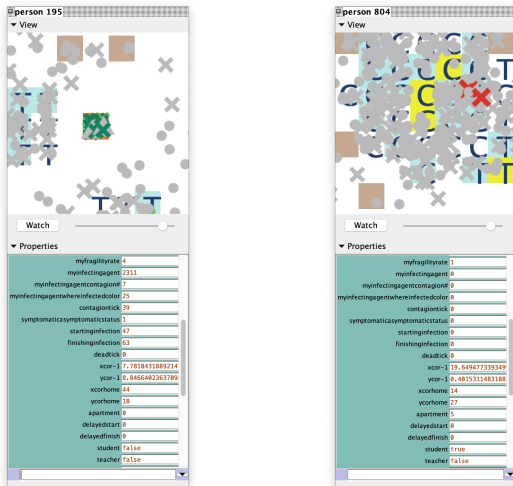 person 195
View
Watch
Properties
myfragilityrate 4
myinfectingagent 2311
myinfectingagentcontagion# 7
myinfectingagentwhereinfectedcolor 25
contagiontick 39
symptomaticasymptomaticstatus 1
startinginfection 47
finishinginfection 63
deadtick 0
xcor-1 7.7818431889214
ycor-1 8.8466402363709
xcorhome 44
ycorhome 18
apartment 0
delayedstart 0
delayedfinish 0
student false
teacher false
person 804
View
Watch
Properties
myfragilityrate 1
myinfectingagent 0
myinfectingagentcontagion# 0
myinfectingagentwhereinfectedcolor 0
contagiontick 0
symptomaticasymptomaticstatus 0
startinginfection 0
finishinginfection 0
deadtick 0
xcor-1 19.649477339349
ycor-1 0.4015311483188
xcorhome 14
ycorhome 27
apartment 5
delayedstart 0
delayedfinish 0
student true
teacher false